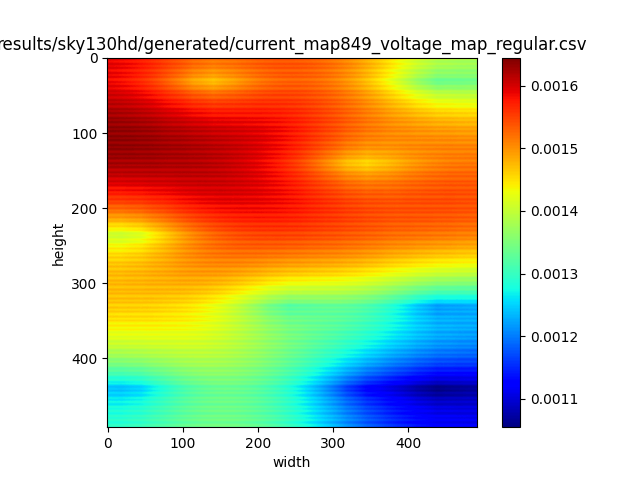 results/sky130hd/generated/current_map849_voltage_map_regular.csv
0
100
200
300
400
height
0 100 200 300 400
width
0.0016
0.0015
0.0014
0.0013
0.0012
0.0011